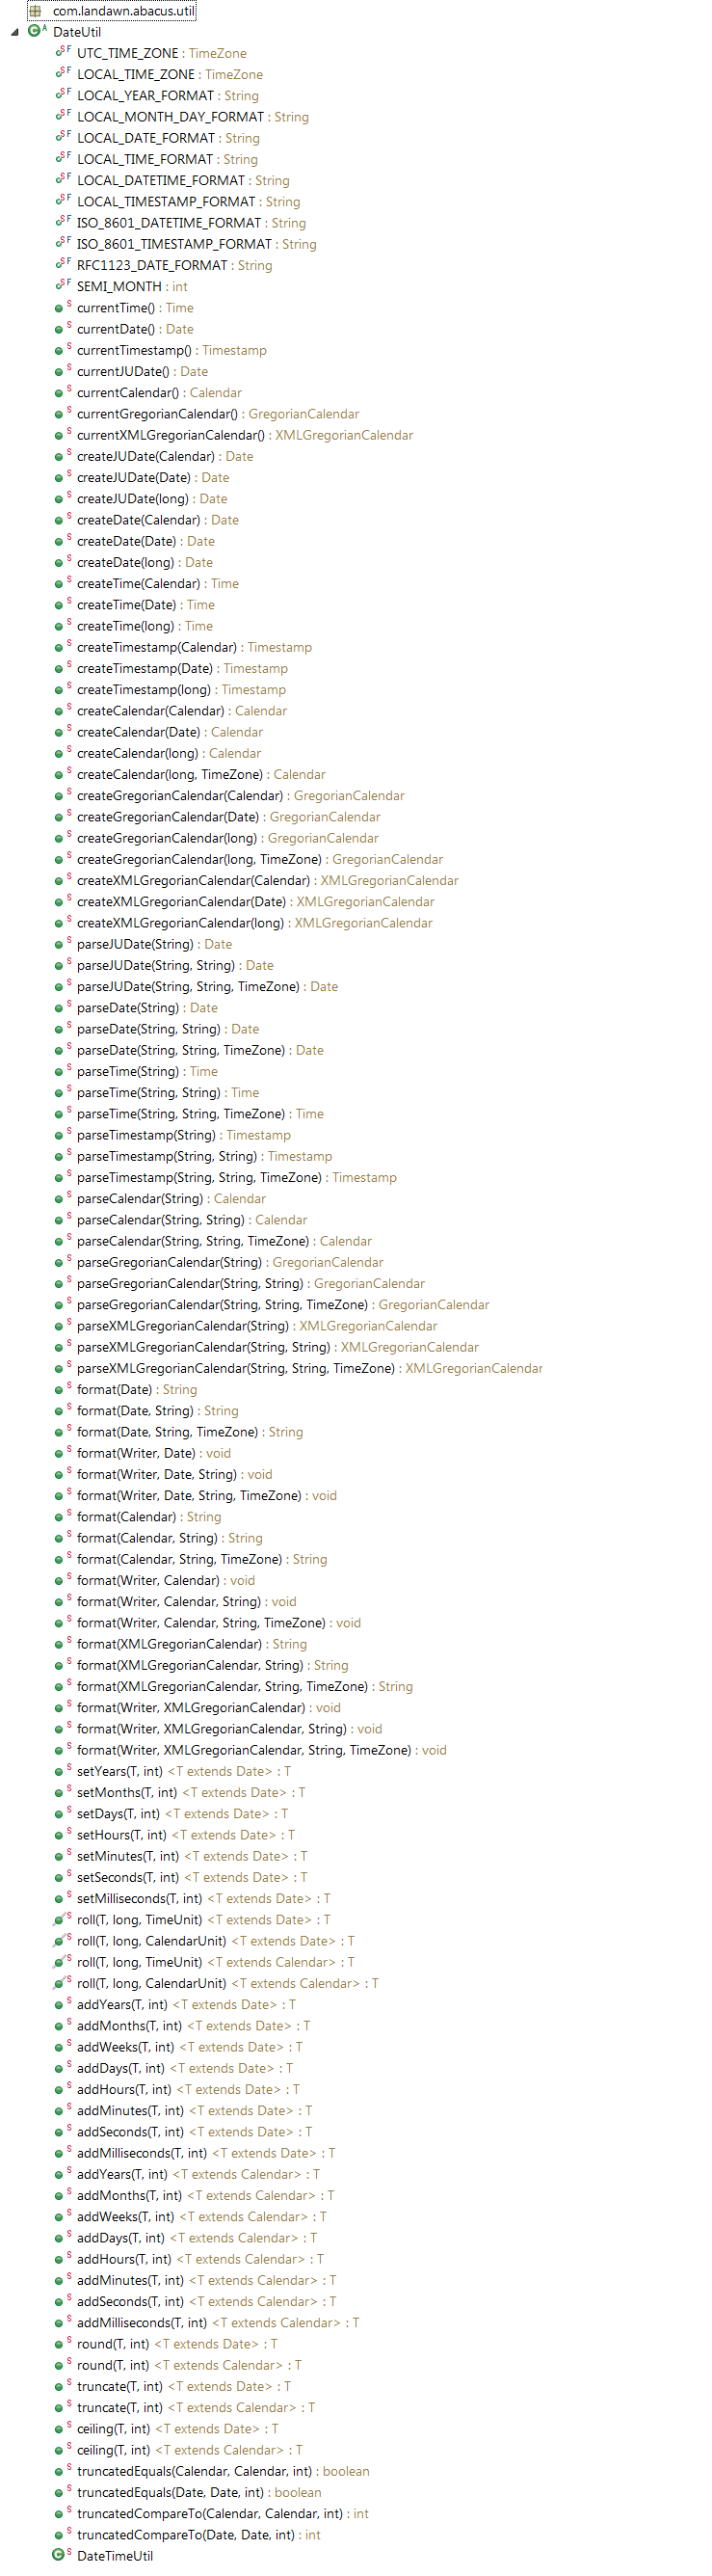 com.landawn.abacus.util
DateUtil
UTC_TIME_ZONE : TimeZone
LOCAL_TIME_ZONE : TimeZone
LOCAL_YEAR_FORMAT : String
LOCAL_MONTH_DAY_FORMAT : String
LOCAL_DATE_FORMAT : String
LOCAL_TIME_FORMAT : String
LOCAL_DATETIME_FORMAT : String
LOCAL_TIMESTAMP_FORMAT : String
ISO_8601_DATETIME_FORMAT : String
ISO_8601_TIMESTAMP_FORMAT : String
RFC1123_DATE_FORMAT : String
SEMI_MONTH : int
currentTime() : Time
currentDate() : Date
currentTimestamp() : Timestamp
currentJUDate() : Date
currentCalendar() : Calendar
currentGregorianCalendar() : GregorianCalendar
currentXMLGregorianCalendar() : XMLGregorianCalendar
createJUDate(Calendar) : Date
createJUDate(Date) : Date
createJUDate(long) : Date
createDate(Calendar) : Date
createDate(Date) : Date
createDate(long) : Date
createTime(Calendar) : Time
createTime(Date) : Time
createTime(long) : Time
createTimestamp(Calendar) : Timestamp
createTimestamp(Date) : Timestamp
createTimestamp(long) : Timestamp
createCalendar(Calendar) : Calendar
createCalendar(Date) : Calendar
createCalendar(long) : Calendar
createCalendar(long, TimeZone) : Calendar
createGregorianCalendar(Calendar) : GregorianCalendar
createGregorianCalendar(Date) : GregorianCalendar
createGregorianCalendar(long) : GregorianCalendar
createGregorianCalendar(long, TimeZone) : GregorianCalendar
createXMLGregorianCalendar(Calendar) : XMLGregorianCalendar
createXMLGregorianCalendar(Date) : XMLGregorianCalendar
createXMLGregorianCalendar(long) : XMLGregorianCalendar
parseJUDate(String) : Date
parseJUDate(String, String) : Date
parseJUDate(String, String, TimeZone) : Date
parseDate(String) : Date
parseDate(String, String) : Date
parseDate(String, String, TimeZone) : Date
parseTime(String) : Time
parseTime(String, String) : Time
parseTime(String, String, TimeZone) : Time
parseTimestamp(String) : Timestamp
parseTimestamp(String, String) : Timestamp
parseTimestamp(String, String, TimeZone) : Timestamp
parseCalendar(String) : Calendar
parseCalendar(String, String) : Calendar
parseCalendar(String, String, TimeZone) : Calendar
parseGregorianCalendar(String) : GregorianCalendar
parseGregorianCalendar(String, String) : GregorianCalendar
parseGregorianCalendar(String, String, TimeZone) : GregorianCalendar
parseXMLGregorianCalendar(String) : XMLGregorianCalendar
parseXMLGregorianCalendar(String, String) : XMLGregorianCalendar
parseXMLGregorianCalendar(String, String, TimeZone) : XMLGregorianCalendar
format(Date) : String
format(Date, String) : String
format(Date, String, TimeZone) : String
format(Writer, Date) : void
format(Writer, Date, String) : void
format(Writer, Date, String, TimeZone) : void
format(Calendar) : String
format(Calendar, String) : String
format(Calendar, String, TimeZone) : String
format(Writer, Calendar) : void
format(Writer, Calendar, String) : void
format(Writer, Calendar, String, TimeZone) : void
format(XMLGregorianCalendar) : String
format(XMLGregorianCalendar, String) : String
format(XMLGregorianCalendar, String, TimeZone) : String
format(Writer, XMLGregorianCalendar) : void
format(Writer, XMLGregorianCalendar, String) : void
format(Writer, XMLGregorianCalendar, String, TimeZone) : void
setYears(T, int) <T extends Date> : T
setMonths(T, int) <T extends Date> : T
setDays(T, int) <T extends Date> : T
setHours(T, int) <T extends Date> : T
setMinutes(T, int) <T extends Date> : T
setSeconds(T, int) <T extends Date> : T
setMilliseconds(T, int) <T extends Date> : T
roll(T, long, TimeUnit) <T extends Date> : T
roll(T, long, CalendarUnit) <T extends Date> : T
roll(T, long, TimeUnit) <T extends Calendar> : T
roll(T, long, CalendarUnit) <T extends Calendar> : T
addYears(T, int) <T extends Date> : T
addMonths(T, int) <T extends Date> : T
addWeeks(T, int) <T extends Date> : T
addDays(T, int) <T extends Date> : T
addHours(T, int) <T extends Date> : T
addMinutes(T, int) <T extends Date> : T
addSeconds(T, int) <T extends Date> : T
addMilliseconds(T, int) <T extends Date> : T
addYears(T, int) <T extends Calendar> : T
addMonths(T, int) <T extends Calendar> : T
addWeeks(T, int) <T extends Calendar> : T
addDays(T, int) <T extends Calendar> : T
addHours(T, int) <T extends Calendar> : T
addMinutes(T, int) <T extends Calendar> : T
addSeconds(T, int) <T extends Calendar> : T
addMilliseconds(T, int) <T extends Calendar> : T
round(T, int) <T extends Date> : T
round(T, int) <T extends Calendar> : T
truncate(T, int) <T extends Date> : T
truncate(T, int) <T extends Calendar> : T
ceiling(T, int) <T extends Date> : T
ceiling(T, int) <T extends Calendar> : T
truncatedEquals(Calendar, Calendar, int) : boolean
truncatedEquals(Date, Date, int) : boolean
truncatedCompareTo(Calendar, Calendar, int) : int
truncatedCompareTo(Date, Date, int) : int
DateTimeUtil